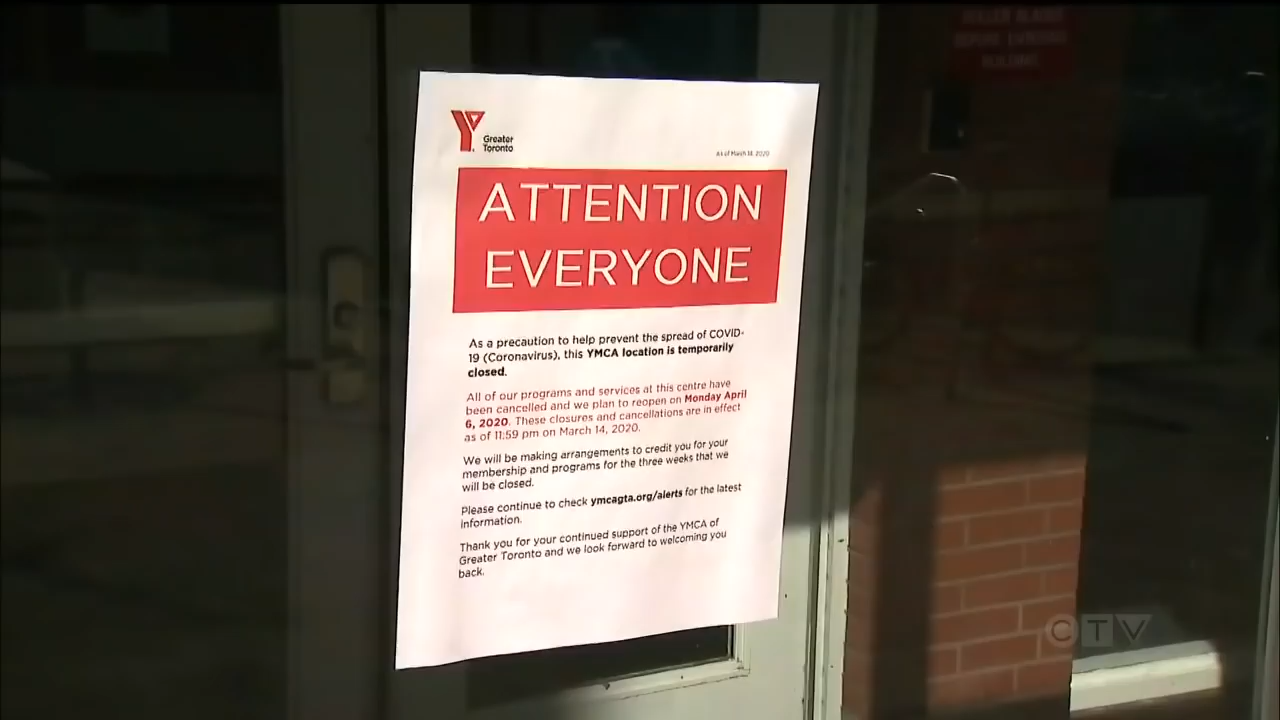 ROLLER BLADES
BEFORE ENTERING
BUILDING
Greater
Toronto
As of March 14, 2020
ATTENTION
EVERYONE
As a precaution to help prevent the spread of COVID-
19 (Coronavirus), this YMCA location is temporarily
closed.
All of our programs and services at this centre have
been cancelled and we plan to reopen on Monday April
6, 2020. These closures and cancellations are in effect
as of 11:59 pm on March 14, 2020.
We will be making arrangements to credit you for your
membership and programs for the three weeks that we
will be closed.
Please continue to check ymcagta.org/alerts for the latest
information.
Thank you for your continued support of the YMCA of
Greater Toronto and we look forward to welcoming you
back.
CTV